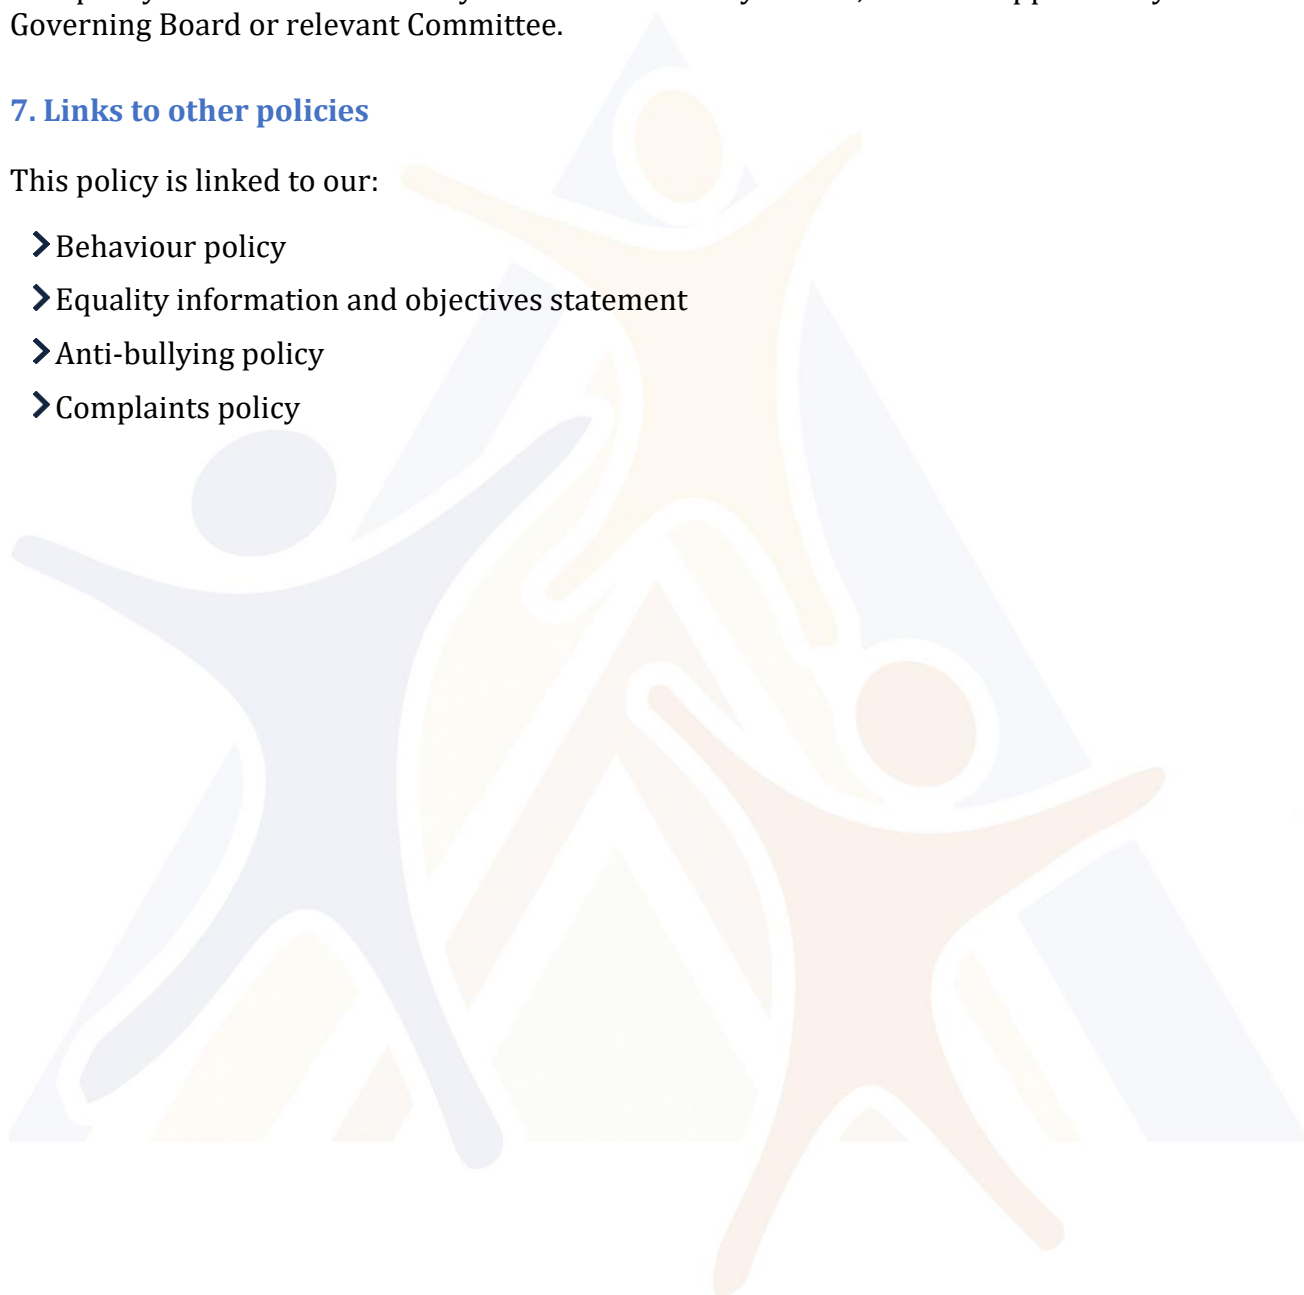 Governing Board or relevant Committee.
7. Links to other policies
This policy is linked to our:
Behaviour policy
Equality information and objectives statement
Anti-bullying policy
Complaints policy